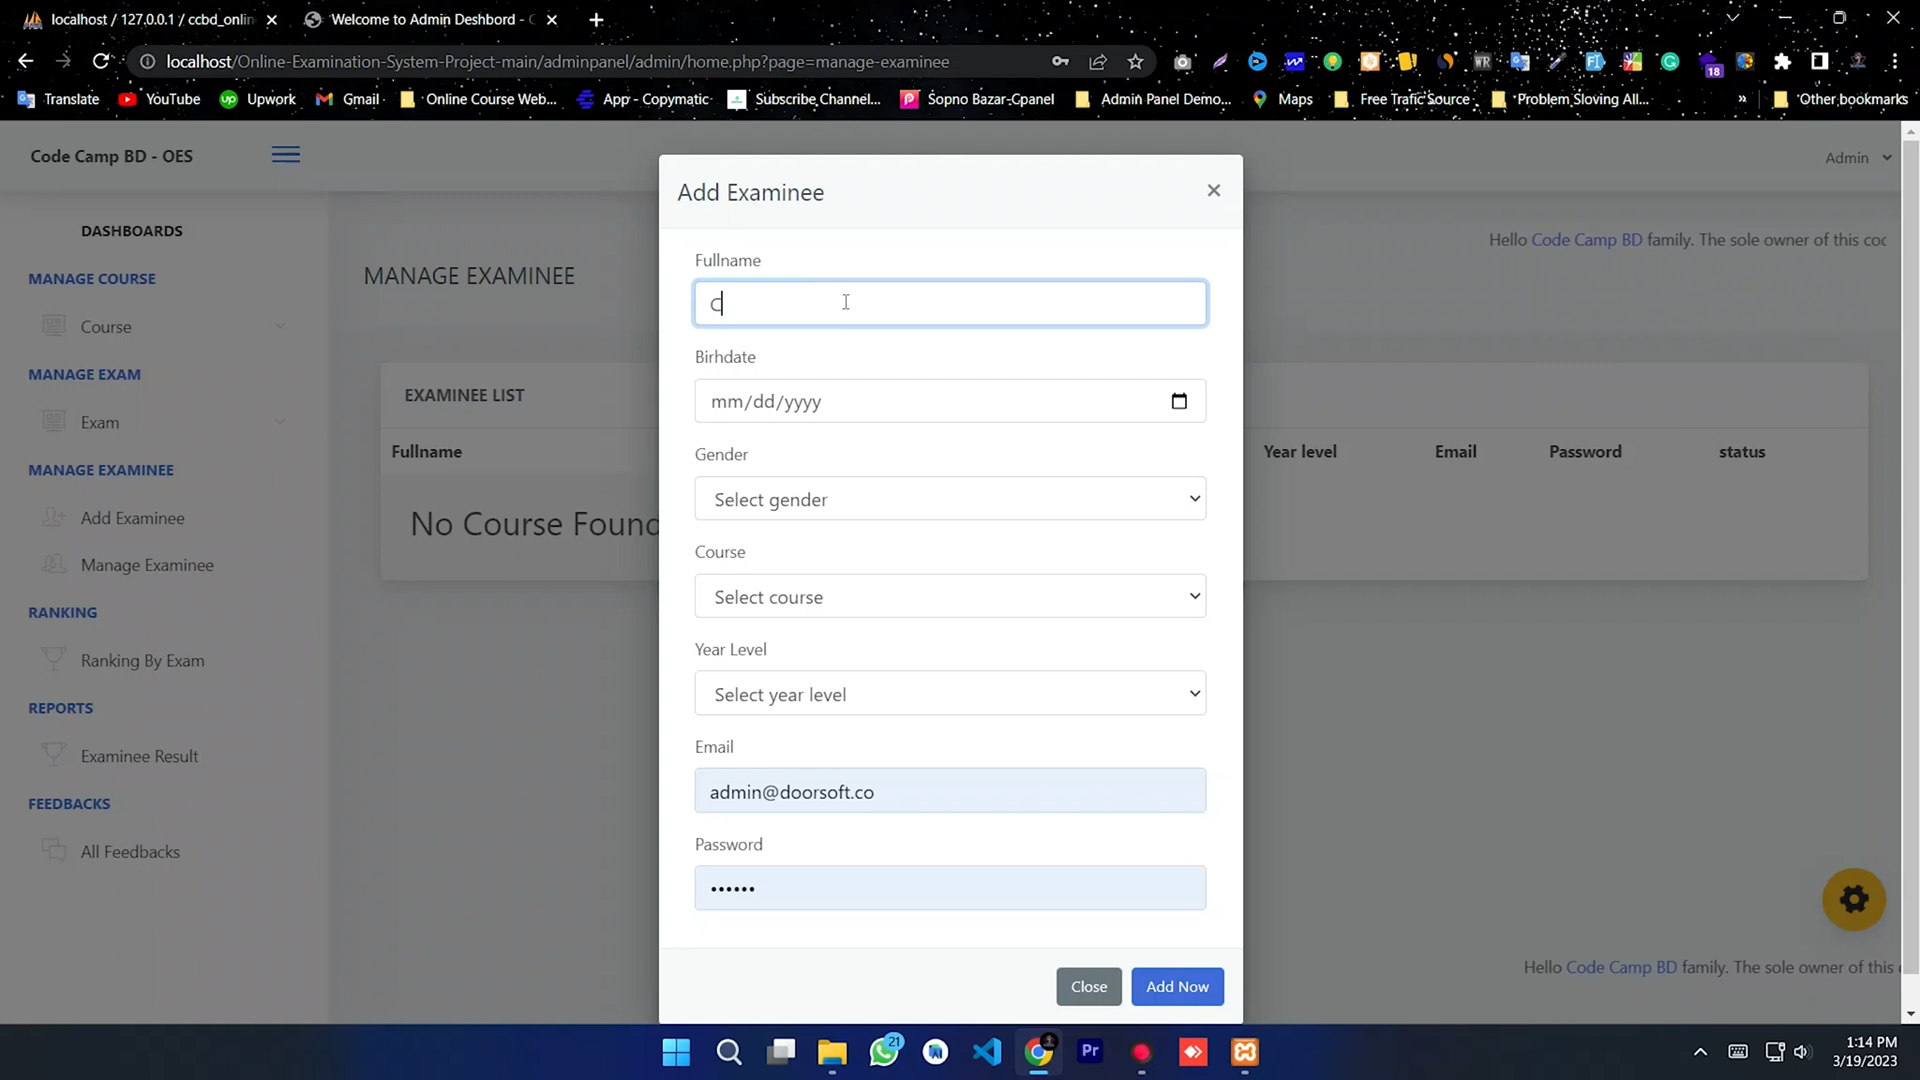 localhost / 127.0.0.1 / ccbd_onlin
Welcome to Admin Deshbord - C
localhost/Online-Examination-System-Project-main/adminpanel/admin/home.php?page=manage-examinee
18
Translate
YouTube
Upwork
Gmail
Online Course Web...
App - Copymatic
Subscribe Channel...
Sopno Bazar-Cpanel
Admin Panel Demo...
Maps
Free Trafic Source
Problem Sloving All...
»
Other bookmarks
Code Camp BD - OES
Admin
DASHBOARDS
MANAGE COURSE
Course
MANAGE EXAM
Exam
MANAGE EXAMINEE
Add Examinee
Manage Examinee
RANKING
Ranking By Exam
REPORTS
Examinee Result
FEEDBACKS
All Feedbacks
Hello Code Camp BD family. The sole owner of this coc
MANAGE EXAMINEE
EXAMINEE LIST
Fullname
Year level
Email
Password
status
No Course Found
Add Examinee
×
Fullname
C
Birhdate
mm/dd/yyyy
Gender
Select gender
Course
Select course
Year Level
Select year level
Email
admin@doorsoft.co
Password
••••••
Close
Add Now
Hello Code Camp BD family. The sole owner of this
21
Pr
1:14 PM
3/19/2023